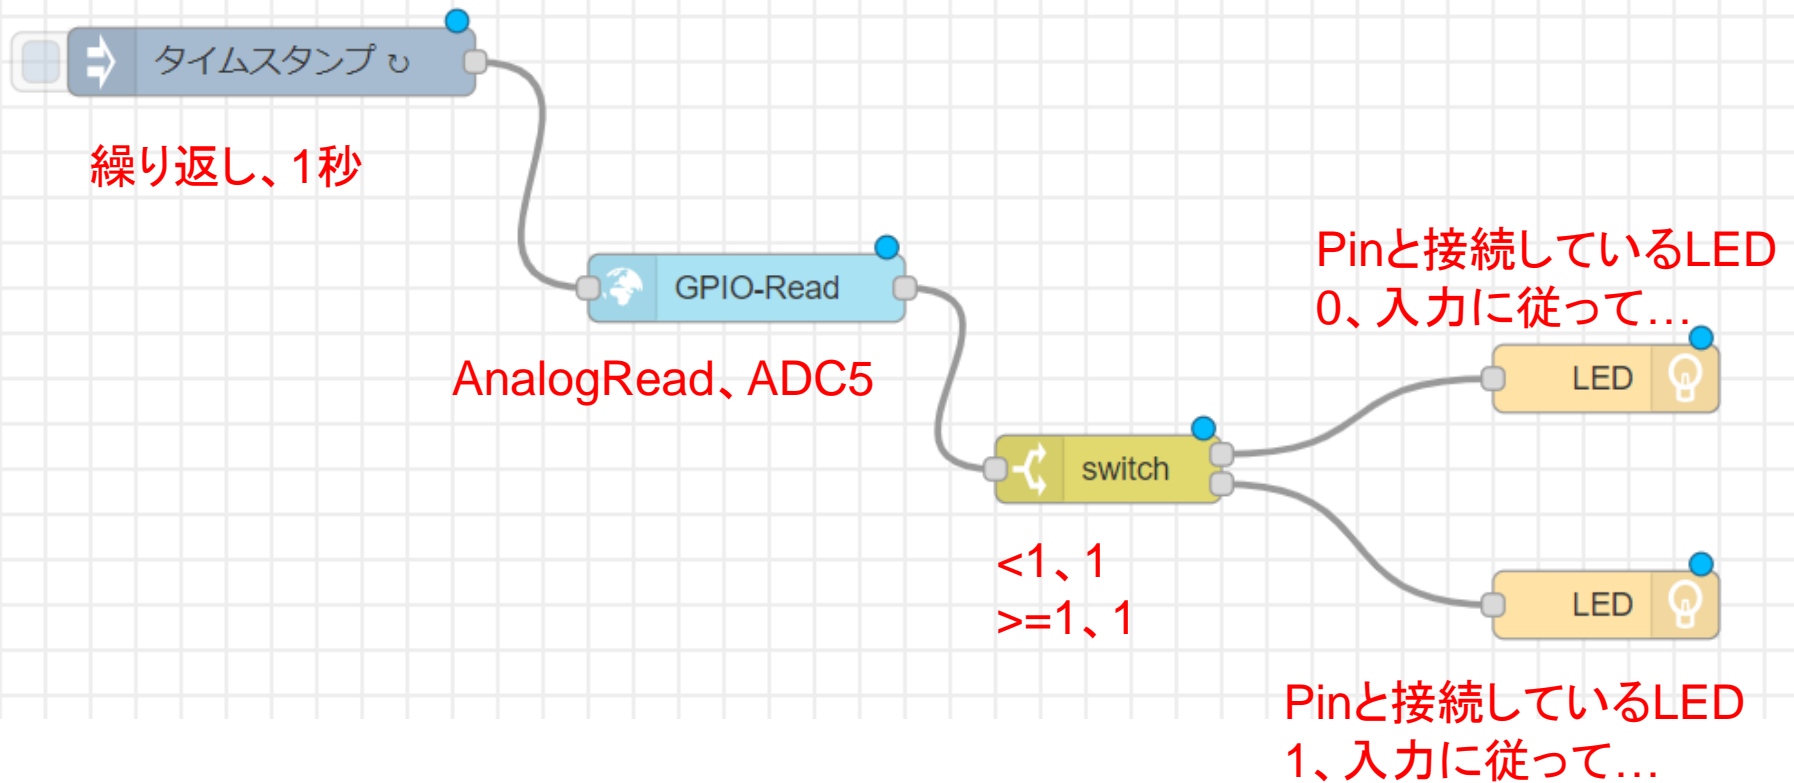 タイムスタンプ ↻
繰り返し、1秒
GPIO-Read
AnalogRead、ADC5
switch
<1、1
>=1、1
Pinと接続しているLED
0、入力に従って…
LED
LED
Pinと接続しているLED
1、入力に従って…